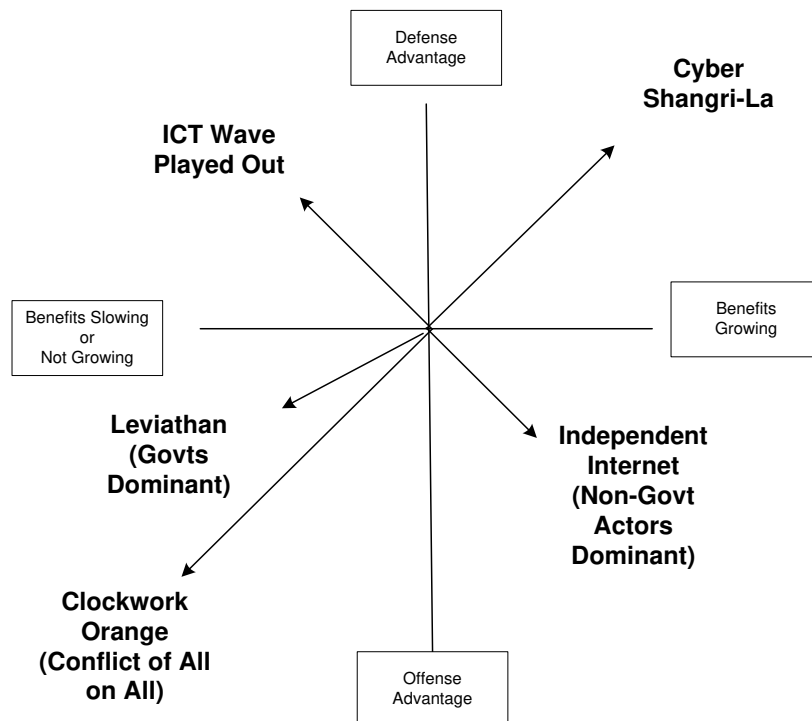 Defense
Advantage
Cyber
Shangri-La
ICT Wave
Played Out
Benefits Slowing
or
Not Growing
Benefits
Growing
Leviathan
(Govts
Dominant)
Independent
Internet
(Non-Govt
Actors
Dominant)
Clockwork
Orange
(Conflict of All
on All)
Offense
Advantage